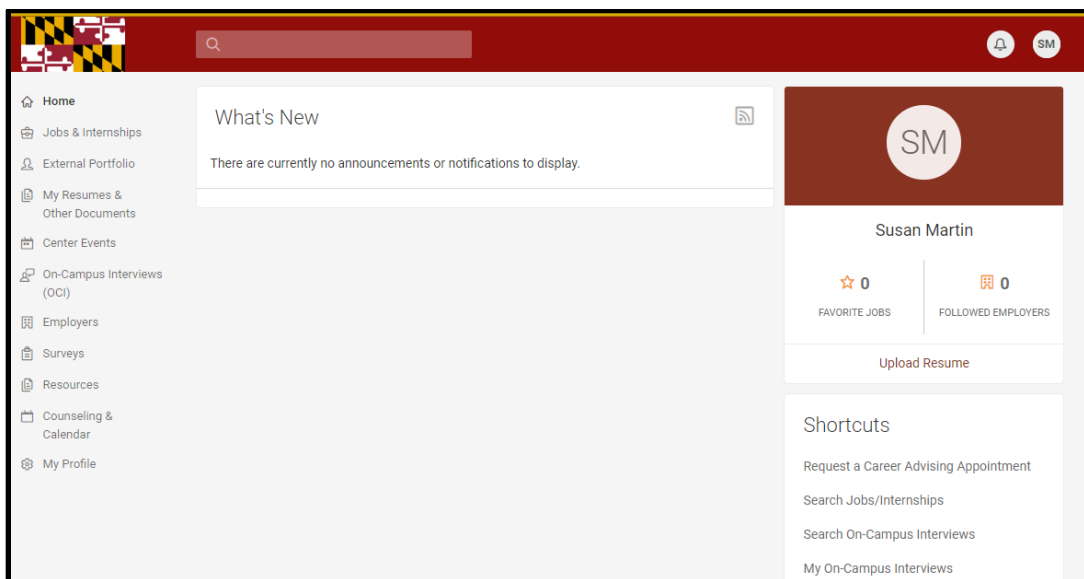 SM
Home
Jobs & Internships
External Portfolio
My Resumes &
Other Documents
Center Events
On-Campus Interviews
(OCI)
Employers
Surveys
Resources
Counseling &
Calendar
My Profile
What's New
There are currently no announcements or notifications to display.
SM
Susan Martin
0
FAVORITE JOBS
0
FOLLOWED EMPLOYERS
Upload Resume
Shortcuts
Request a Career Advising Appointment
Search Jobs/Internships
Search On-Campus Interviews
My On-Campus Interviews